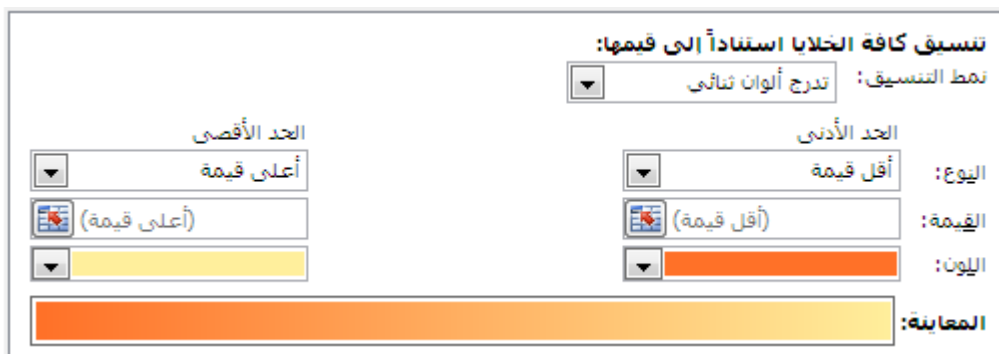 تنسيق كافة الخلايا استناداً إلى قيمها:
نمط التنسيق: تدرج ألوان ثنائي
الحد الأدنى الحد الأقصى
النوع: أقل قيمة أعلى قيمة
القيمة: (أقل قيمة) (أعلى قيمة)
اللون:
المعاينة: